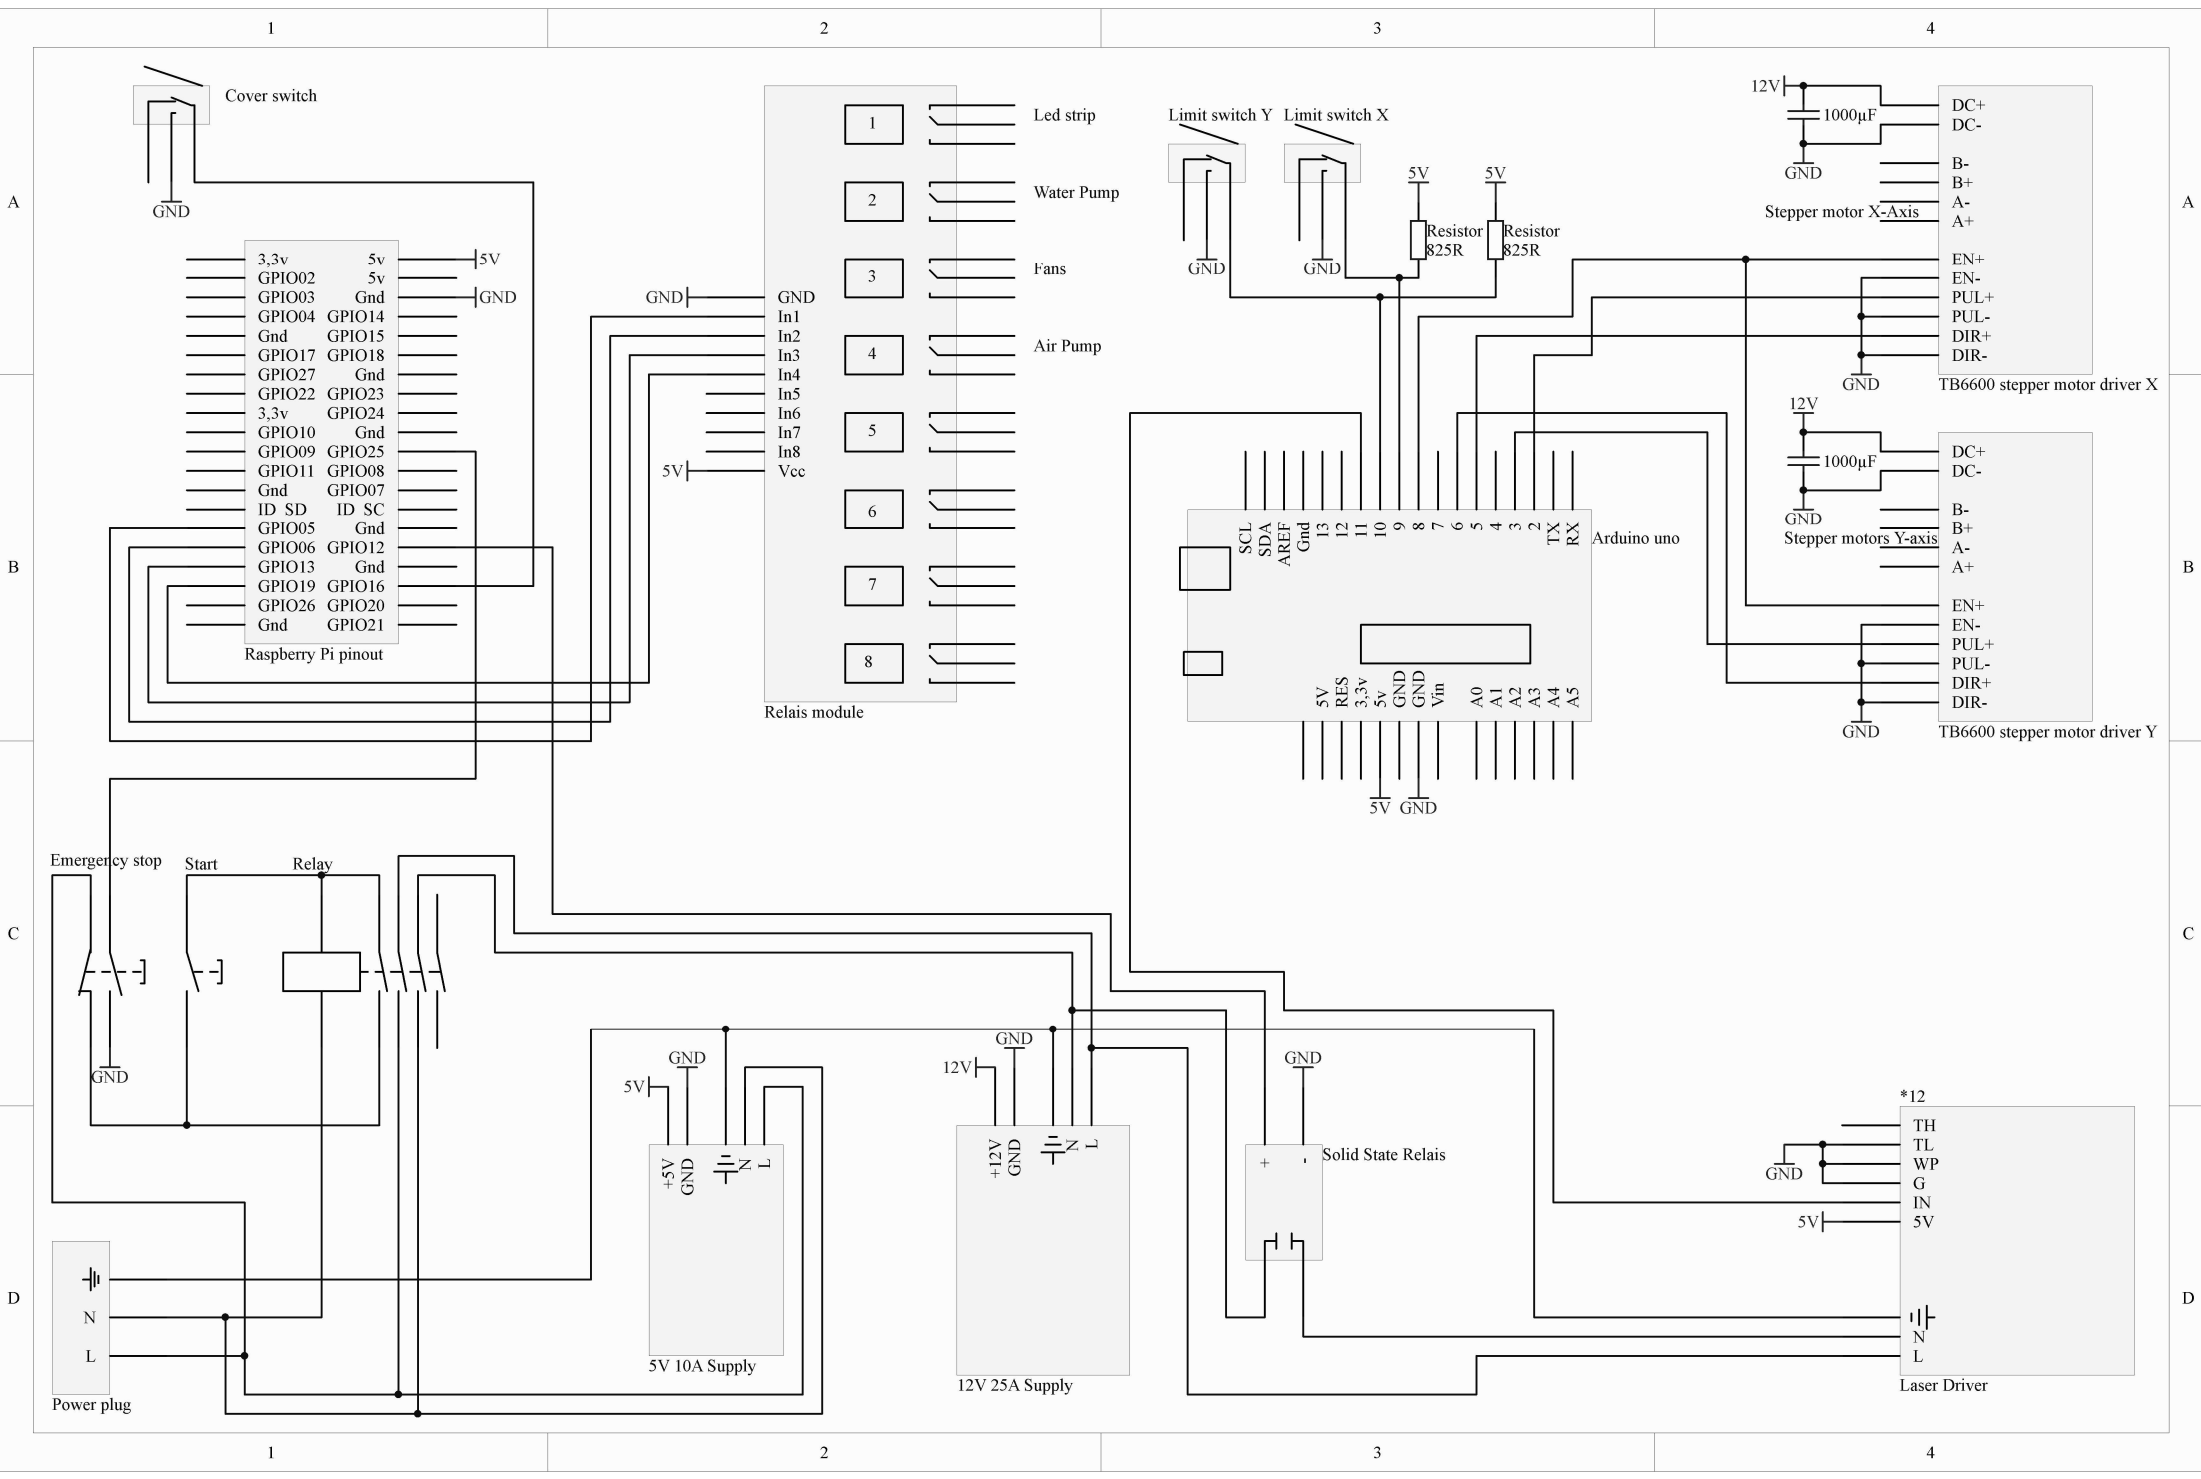 1 2 3 4
A A
B B
C C
D D
1 2 3 4
Cover switch
GND
3,3v 5v
GPIO02 5v
GPIO03 Gnd
GPIO04 GPIO14
Gnd GPIO15
GPIO17 GPIO18
GPIO27 Gnd
GPIO22 GPIO23
3,3v GPIO24
GPIO10 Gnd
GPIO09 GPIO25
GPIO11 GPIO08
Gnd GPIO07
ID SD ID SC
GPIO05 Gnd
GPIO06 GPIO12
GPIO13 Gnd
GPIO19 GPIO16
GPIO26 GPIO20
Gnd GPIO21
5V
GND
Raspberry Pi pinout
GND
5V
GND
In1
In2
In3
In4
In5
In6
In7
In8
Vcc
1
2
3
4
5
6
7
8
Led strip
Water Pump
Fans
Air Pump
Relais module
Limit switch Y
Limit switch X
GND
GND
5V
5V
Resistor
825R
Resistor
825R
SCL
SDA
AREF
Gnd
13
12
11
10
9
8
7
6
5
4
3
2
TX
RX
Arduino uno
5V
RES
3,3v
5v
GND
GND
Vin
A0
A1
A2
A3
A4
A5
5V
GND
12V
1000µF
GND
Stepper motor X-Axis
DC+
DC-
B-
B+
A-
A+
EN+
EN-
PUL+
PUL-
DIR+
DIR-
GND
TB6600 stepper motor driver X
12V
1000µF
GND
Stepper motors Y-axis
DC+
DC-
B-
B+
A-
A+
EN+
EN-
PUL+
PUL-
DIR+
DIR-
GND
TB6600 stepper motor driver Y
Emergency stop
Start
Relay
GND
N
L
Power plug
5V
GND
+5V
GND
N
L
5V 10A Supply
12V
GND
+12V
GND
N
L
12V 25A Supply
GND
+ -
Solid State Relais
*12
TH
TL
WP
G
IN
5V
GND
5V
N
L
Laser Driver